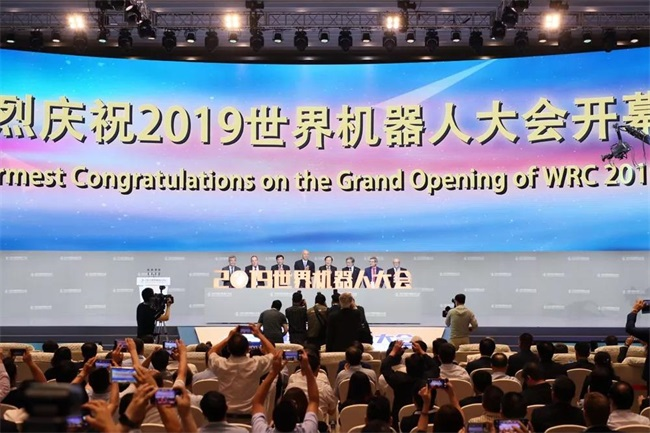 烈庆祝2019世界机器人大会开幕
rmest Congratulations on the Grand Opening of WRC 201
2019世界机器人大会